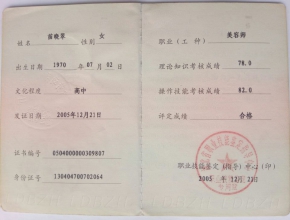 姓名 苗晓翠 性别 女
出生日期 1970 年 07 月 02 日
文化程度 高中
发证日期 2005年12月21日
证书编号 0504000000309807
身份证号 130404700702064
职业(工种) 美容师
理论知识考核成绩 78.0
操作技能考核成绩 83.0
评定成绩 合格
职业技能鉴定(指导)中心(印)
2005 年 12月 21日